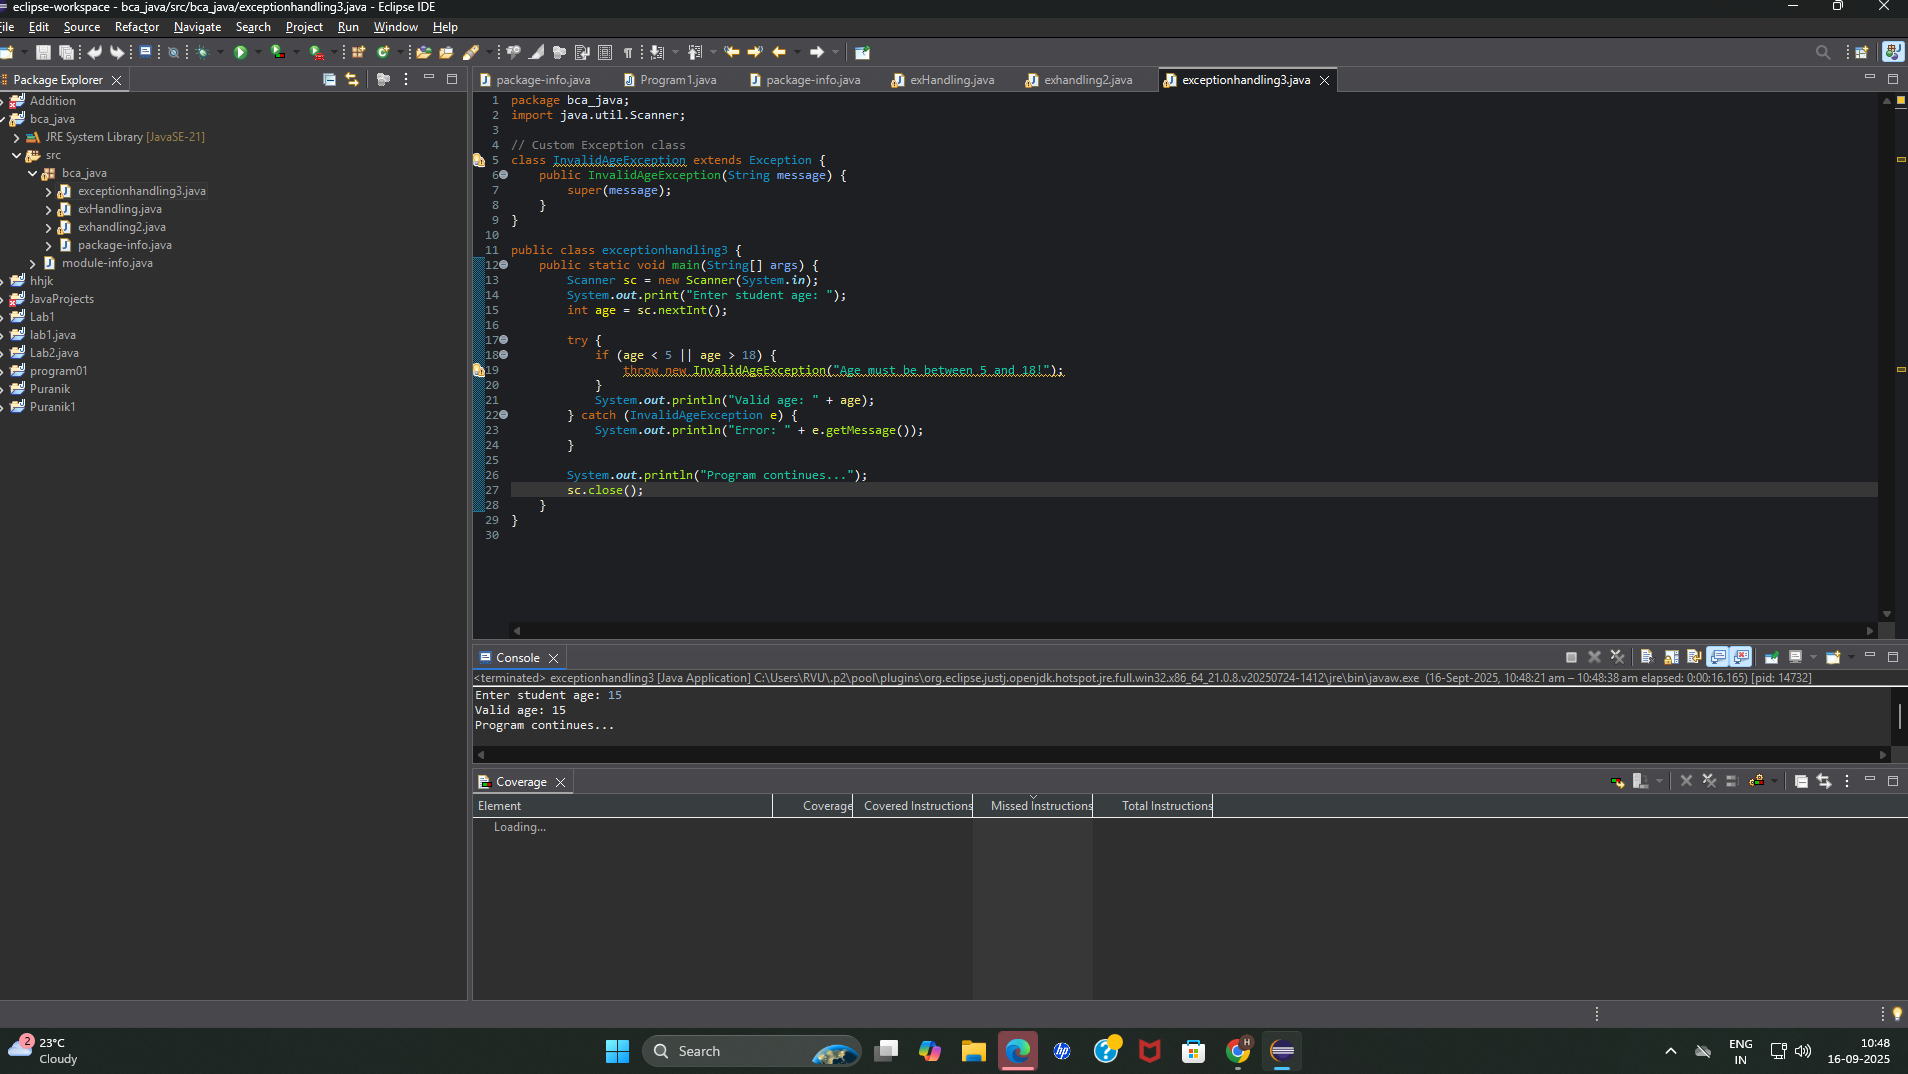 eclipse-workspace - bca_java/src/bca_java/exceptionhandling3.java - Eclipse IDE
File Edit Source Refactor Navigate Search Project Run Window Help
Package Explorer
Addition
bca_java
JRE System Library [JavaSE-21]
src
bca_java
exceptionhandling3.java
exHandling.java
exhandling2.java
package-info.java
module-info.java
hhjk
JavaProjects
Lab1
lab1.java
Lab2.java
program01
Puranik
Puranik1
package-info.java Program1.java package-info.java exHandling.java exhandling2.java exceptionhandling3.java
1 package bca_java;
2 import java.util.Scanner;
3
4 // Custom Exception class
5 class InvalidAgeException extends Exception {
6 public InvalidAgeException(String message) {
7 super(message);
8 }
9 }
10
11 public class exceptionhandling3 {
12 public static void main(String[] args) {
13 Scanner sc = new Scanner(System.in);
14 System.out.print("Enter student age: ");
15 int age = sc.nextInt();
16
17 try {
18 if (age < 5 || age > 18) {
19 throw new InvalidAgeException("Age must be between 5 and 18!");
20 }
21 System.out.println("Valid age: " + age);
22 } catch (InvalidAgeException e) {
23 System.out.println("Error: " + e.getMessage());
24 }
25
26 System.out.println("Program continues...");
27 sc.close();
28 }
29 }
30
Console
<terminated> exceptionhandling3 [Java Application] C:\Users\RVU\.p2\pool\plugins\org.eclipse.justj.openjdk.hotspot.jre.full.win32.x86_64_21.0.8.v20250724-1412\jre\bin\javaw.exe (16-Sept-2025, 10:48:21 am – 10:48:38 am elapsed: 0:00:16.165) [pid: 14732]
Enter student age: 15
Valid age: 15
Program continues...
Coverage
Element Coverage Covered Instructions Missed Instructions Total Instructions
Loading...
2
23°C
Cloudy
Search
hp
H
ENG
IN
10:48
16-09-2025